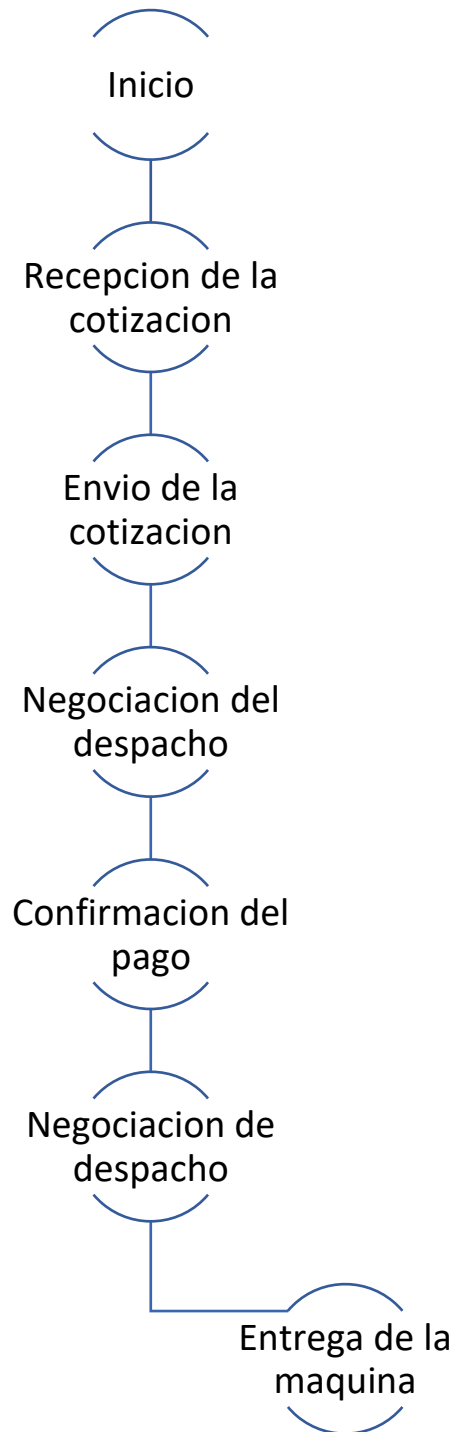 Inicio
Recepcion de la
cotizacion
Envio de la
cotizacion
Negociacion del
despacho
Confirmacion del
pago
Negociacion de
despacho
Entrega de la
maquina